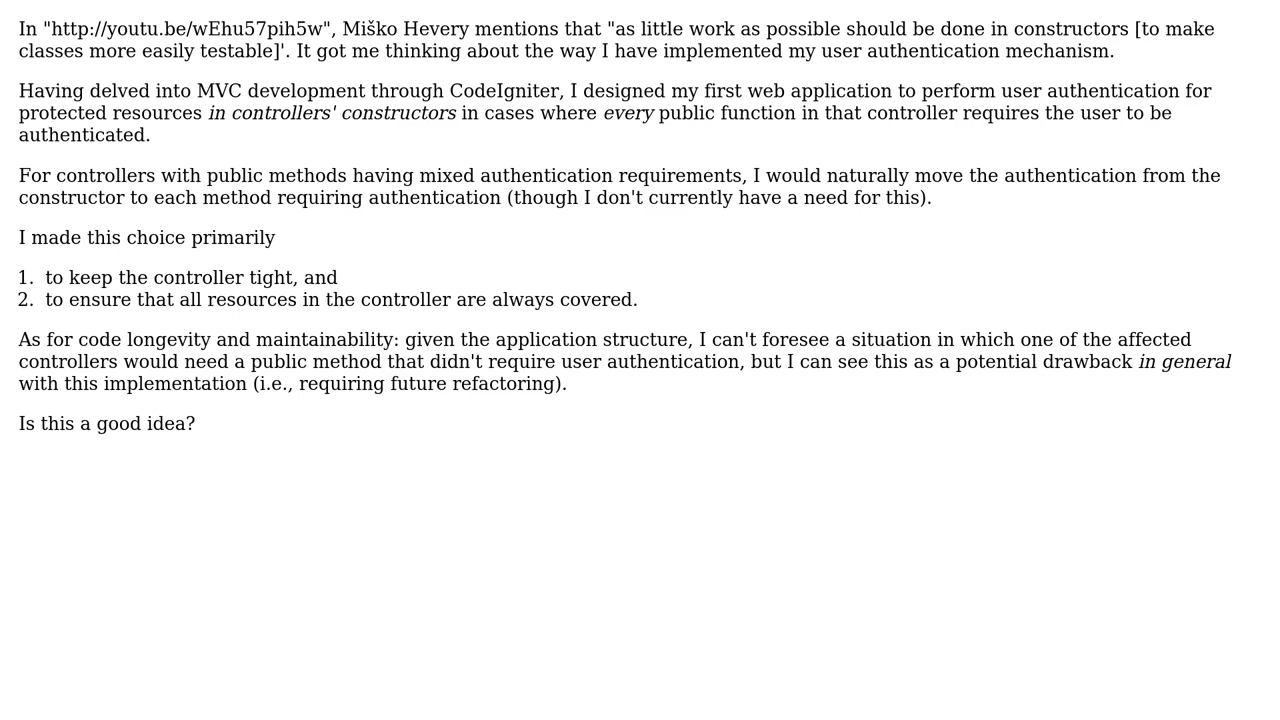 In "http://youtu.be/wEhu57pih5w", Miško Hevery mentions that "as little work as possible should be done in constructors [to make
classes more easily testable]'. It got me thinking about the way I have implemented my user authentication mechanism.
Having delved into MVC development through CodeIgniter, I designed my first web application to perform user authentication for
protected resources in controllers' constructors in cases where every public function in that controller requires the user to be
authenticated.
For controllers with public methods having mixed authentication requirements, I would naturally move the authentication from the
constructor to each method requiring authentication (though I don't currently have a need for this).
I made this choice primarily
1. to keep the controller tight, and
2. to ensure that all resources in the controller are always covered.
As for code longevity and maintainability: given the application structure, I can't foresee a situation in which one of the affected
controllers would need a public method that didn't require user authentication, but I can see this as a potential drawback in general
with this implementation (i.e., requiring future refactoring).
Is this a good idea?